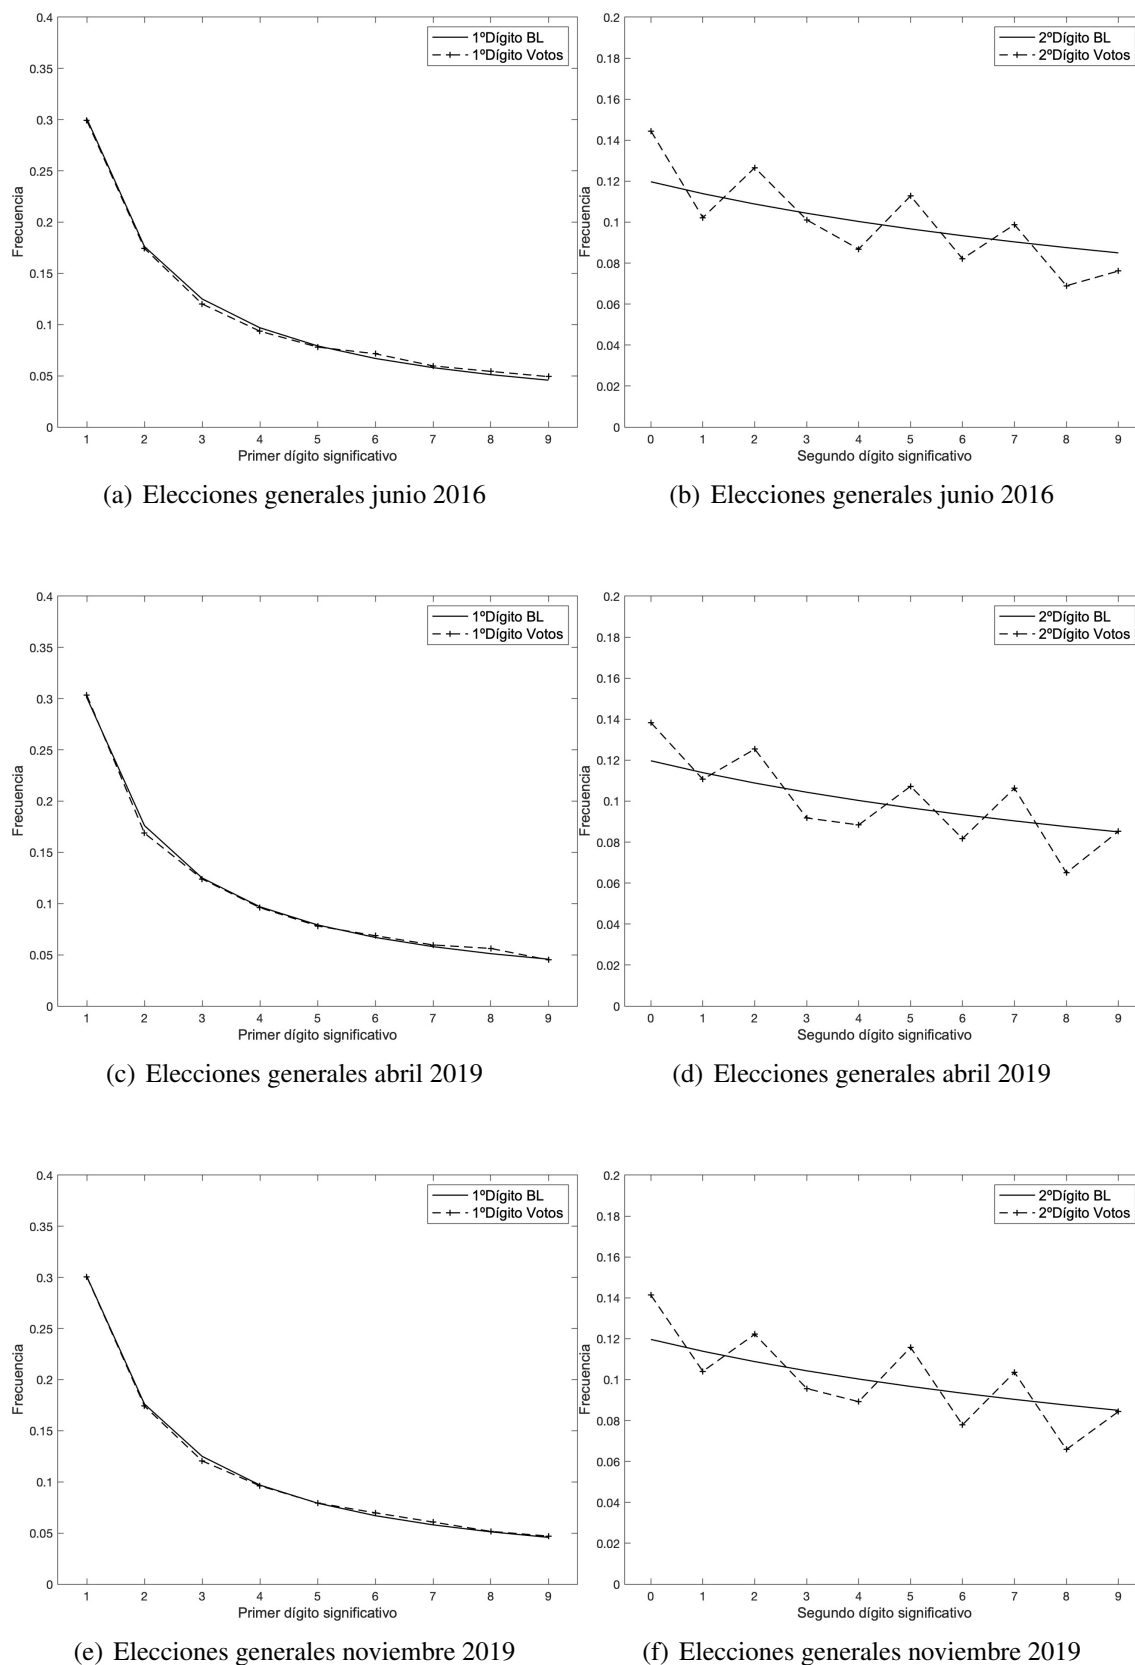 0.4
0.35
0.3
0.25
0.2
0.15
0.1
0.05
0
Frecuencia
1ºDígito BL
1ºDígito Votos
1 2 3 4 5 6 7 8 9
Primer dígito significativo
(a) Elecciones generales junio 2016
0.2
0.18
0.16
0.14
0.12
0.1
0.08
0.06
0.04
0.02
0
Frecuencia
2ºDígito BL
2ºDígito Votos
0 1 2 3 4 5 6 7 8 9
Segundo dígito significativo
(b) Elecciones generales junio 2016
0.4
0.35
0.3
0.25
0.2
0.15
0.1
0.05
0
Frecuencia
1ºDígito BL
1ºDígito Votos
1 2 3 4 5 6 7 8 9
Primer dígito significativo
(c) Elecciones generales abril 2019
0.2
0.18
0.16
0.14
0.12
0.1
0.08
0.06
0.04
0.02
0
Frecuencia
2ºDígito BL
2ºDígito Votos
0 1 2 3 4 5 6 7 8 9
Segundo dígito significativo
(d) Elecciones generales abril 2019
0.4
0.35
0.3
0.25
0.2
0.15
0.1
0.05
0
Frecuencia
1ºDígito BL
1ºDígito Votos
1 2 3 4 5 6 7 8 9
Primer dígito significativo
(e) Elecciones generales noviembre 2019
0.2
0.18
0.16
0.14
0.12
0.1
0.08
0.06
0.04
0.02
0
Frecuencia
2ºDígito BL
2ºDígito Votos
0 1 2 3 4 5 6 7 8 9
Segundo dígito significativo
(f) Elecciones generales noviembre 2019